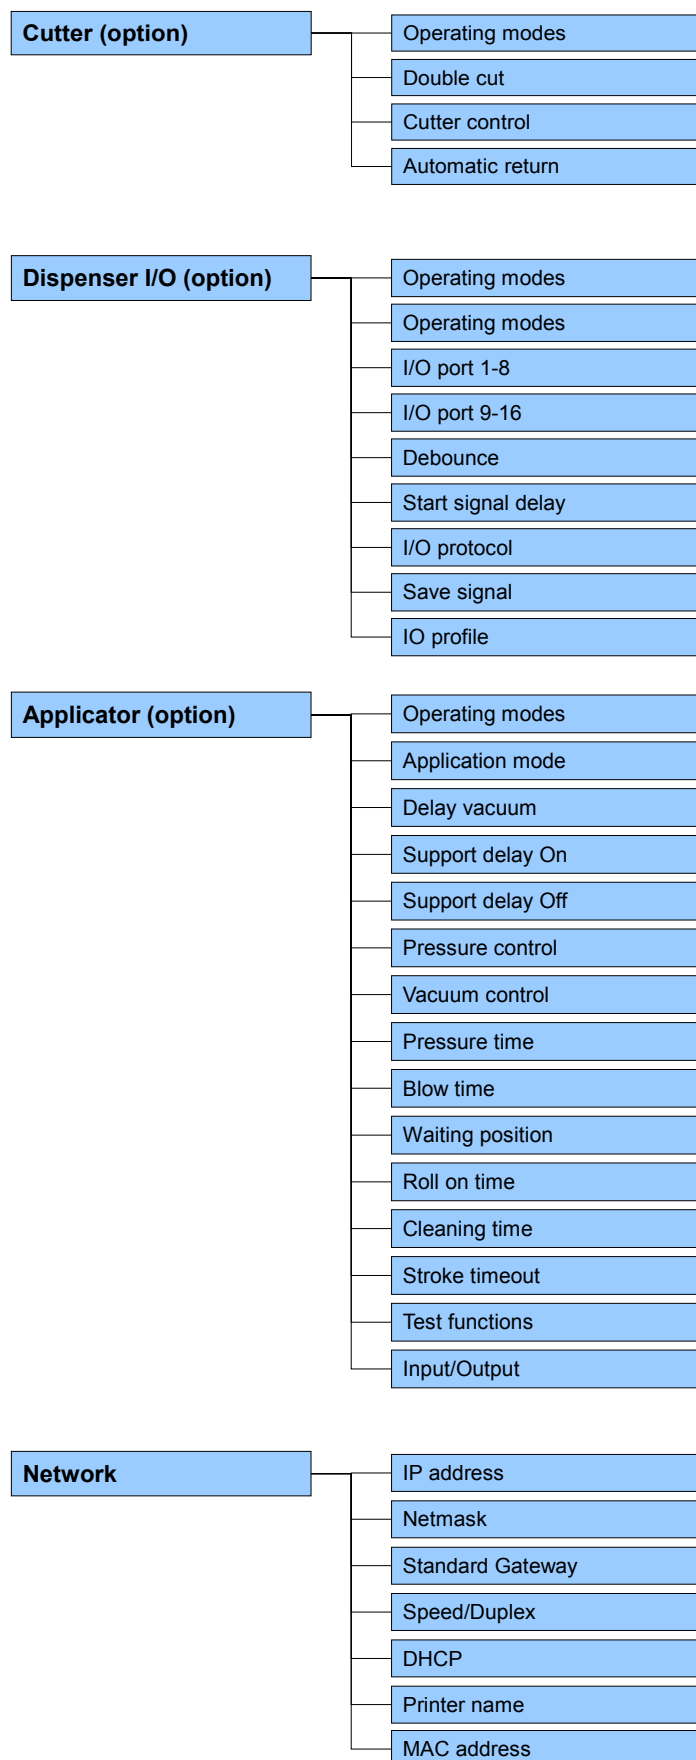 Cutter (option)
Operating modes
Double cut
Cutter control
Automatic return
Dispenser I/O (option)
Operating modes
Operating modes
I/O port 1-8
I/O port 9-16
Debounce
Start signal delay
I/O protocol
Save signal
IO profile
Applicator (option)
Operating modes
Application mode
Delay vacuum
Support delay On
Support delay Off
Pressure control
Vacuum control
Pressure time
Blow time
Waiting position
Roll on time
Cleaning time
Stroke timeout
Test functions
Input/Output
Network
IP address
Netmask
Standard Gateway
Speed/Duplex
DHCP
Printer name
MAC address